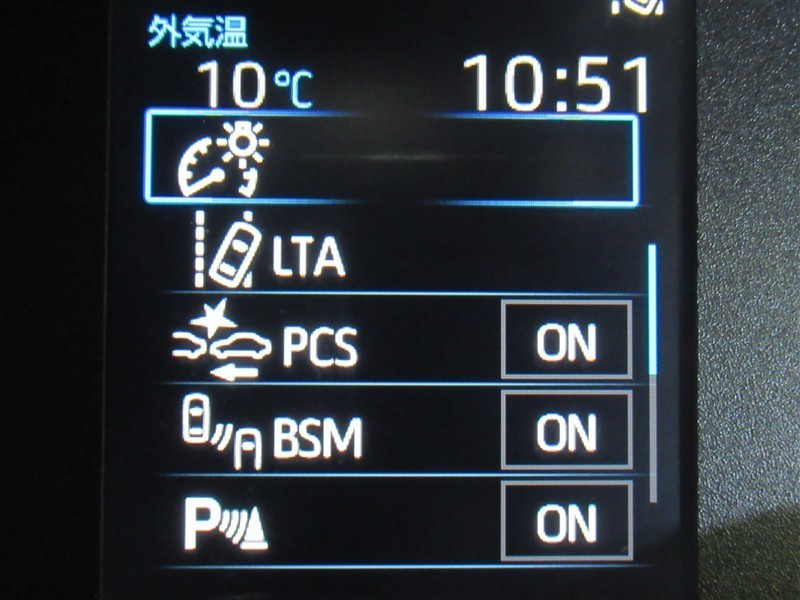 外気温
10°C 10:51
LTA
PCS ON
BSM ON
P ON